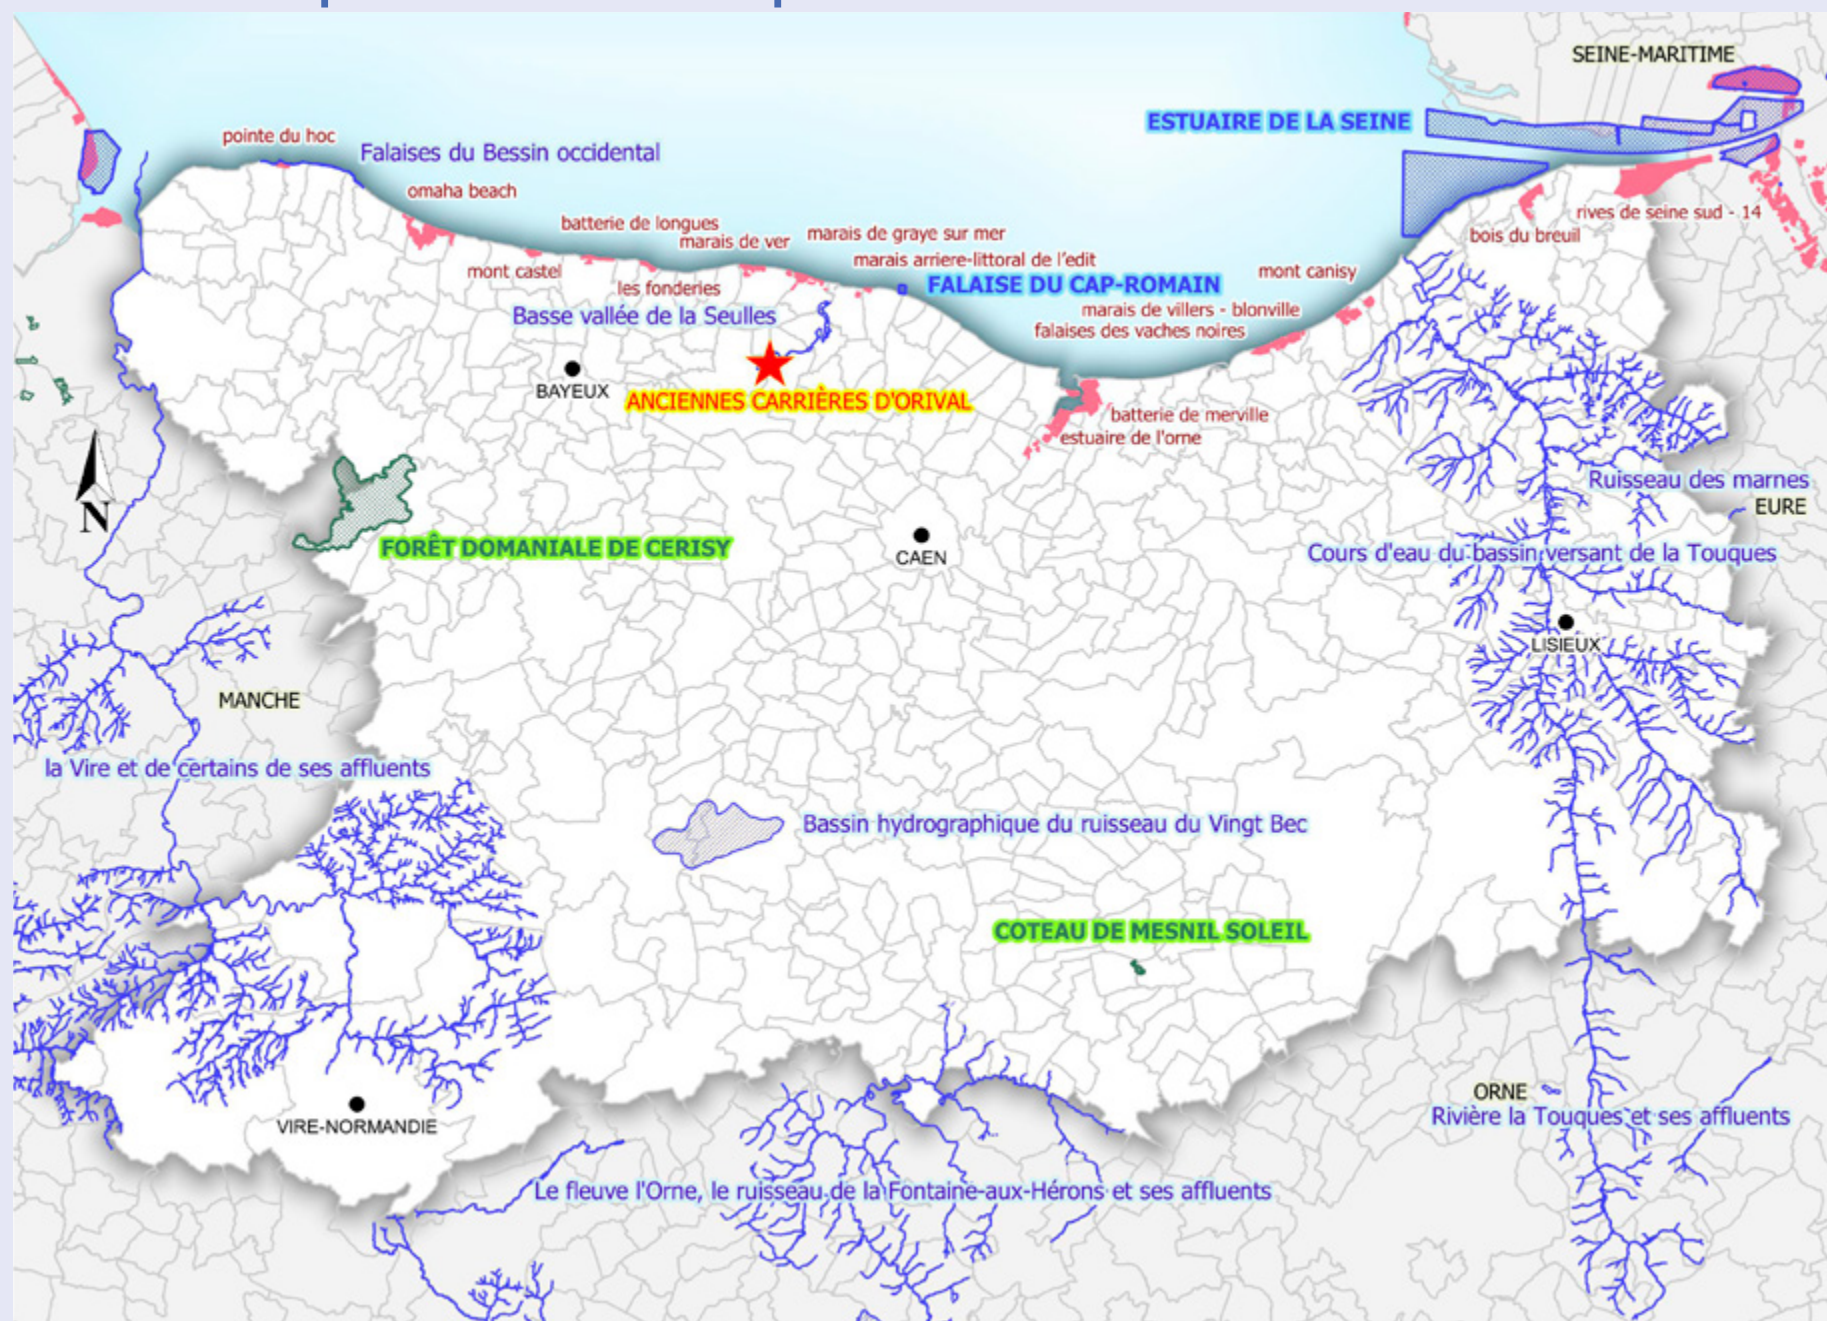 SEINE-MARITIME
ESTUAIRE DE LA SEINE
pointe du hoc
Falaises du Bessin occidental
omaha beach
rives de seine sud - 14
batterie de longues
marais de graye sur mer
bois du breuil
marais de ver
marais arriere-littoral de l'edit
mont castel
mont canisy
les fonderies
FALAISE DU CAP-ROMAIN
Basse vallée de la Seulles
marais de villers - blonville
falaises des vaches noires
BAYEUX
ANCIENNES CARRIÈRES D'ORIVAL
batterie de merville
estuaire de l'orne
Ruisseau des marnes
EURE
N
FORÊT DOMANIALE DE CERISY
CAEN
Cours d'eau du bassin versant de la Touques
LISIEUX
MANCHE
la Vire et de certains de ses affluents
Bassin hydrographique du ruisseau du Vingt Bec
COTEAU DE MESNIL SOLEIL
ORNE
Rivière la Touques et ses affluents
VIRE-NORMANDIE
Le fleuve l'Orne, le ruisseau de la Fontaine-aux-Hérons et ses affluents